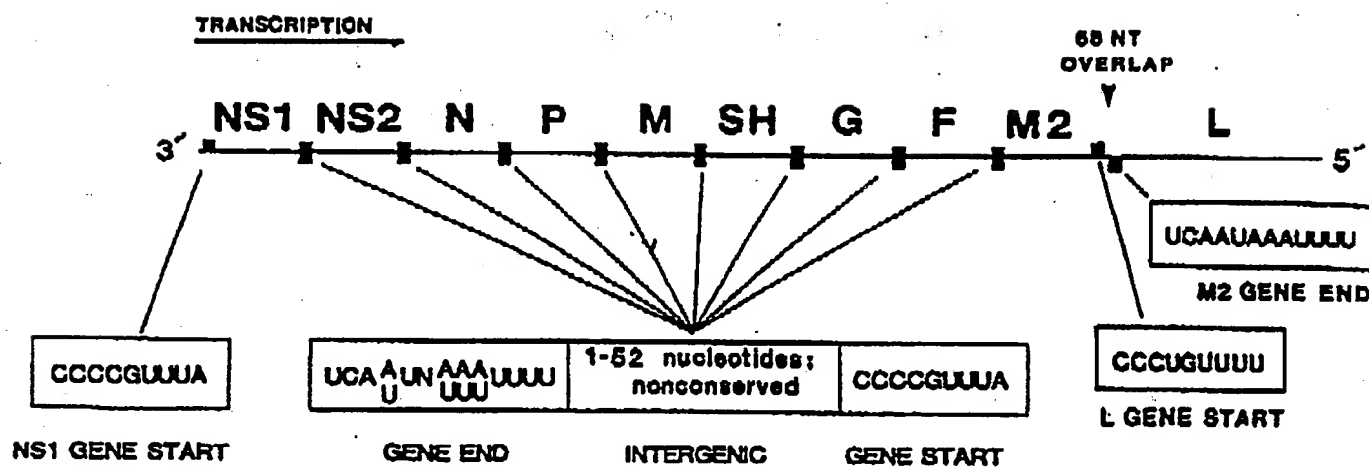 TRANSCRIPTION
68 NT
OVERLAP
NS1 NS2 N P M SH G F M2 L
3' 5'
UCAAUAAAUUUU
M2 GENE END
CCCCGUUUA
UCA A/U UN AAA/UUU UUUU
1-52 nucleotides;
nonconserved
CCCCGUUUA
CCCUGUUUU
L GENE START
NS1 GENE START
GENE END
INTERGENIC
GENE START